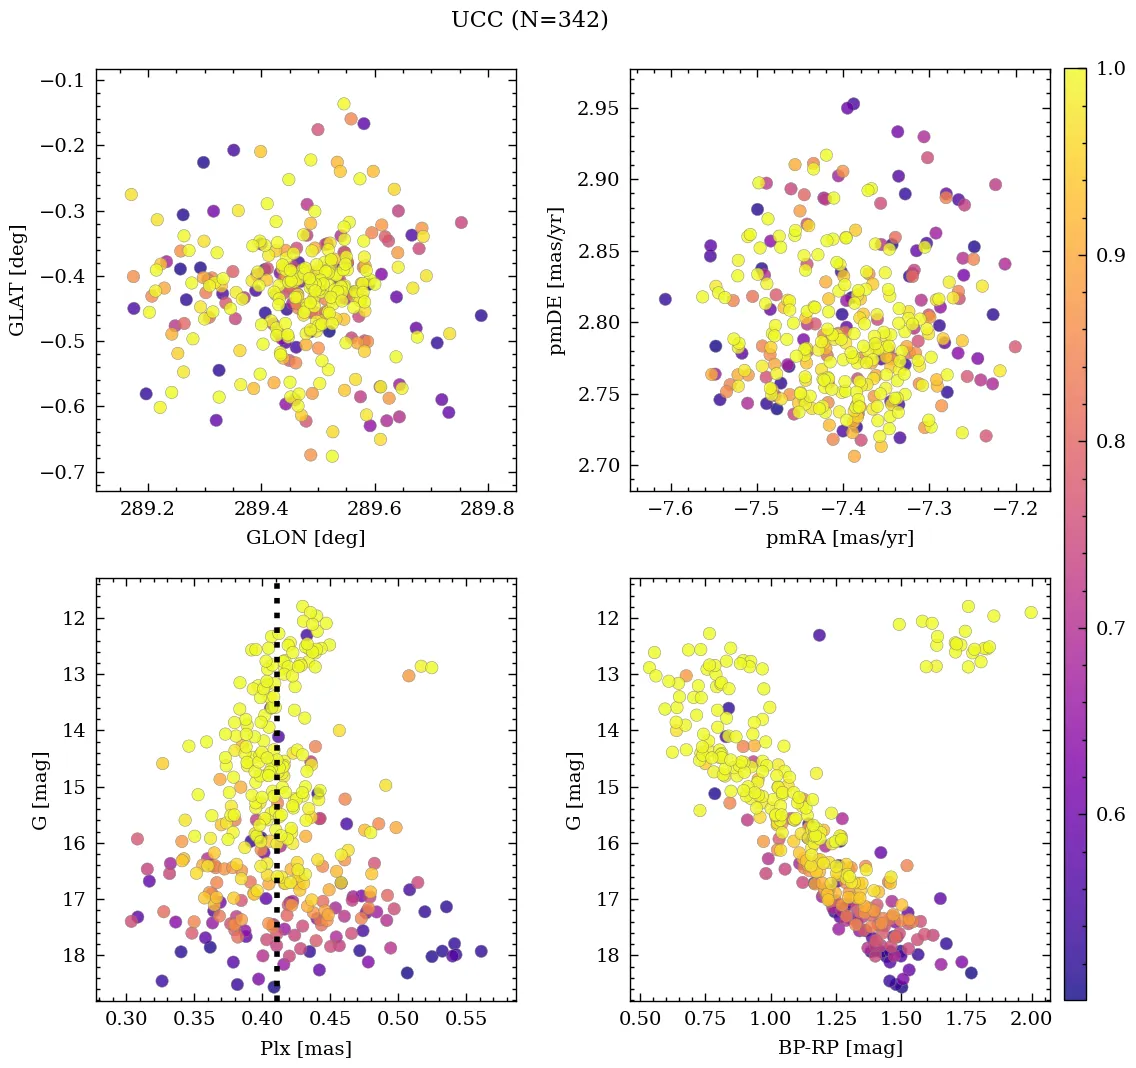 UCC (N=342)
−0.1
−0.2
−0.3
−0.4
−0.5
−0.6
−0.7
GLAT [deg]
289.2 289.4 289.6 289.8
GLON [deg]
2.95
2.90
2.85
2.80
2.75
2.70
pmDE [mas/yr]
−7.6 −7.5 −7.4 −7.3 −7.2
pmRA [mas/yr]
1.0
0.9
0.8
0.7
0.6
12
13
14
15
16
17
18
G [mag]
0.30 0.35 0.40 0.45 0.50 0.55
Plx [mas]
12
13
14
15
16
17
18
G [mag]
0.50 0.75 1.00 1.25 1.50 1.75 2.00
BP-RP [mag]